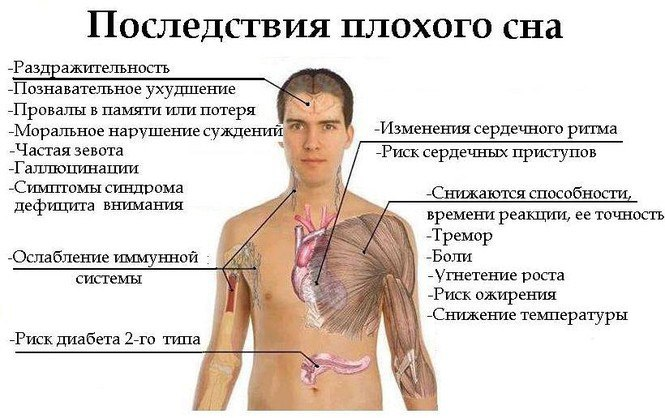 Последствия плохого сна
-Раздражительность
-Познавательное ухудшение
-Провалы в памяти или потеря
-Моральное нарушение суждений
-Частая зевота
-Галлюцинации
-Симптомы синдрома
дефицита внимания
-Ослабление иммунной :
системы
-Риск диабета 2-го типа
-Изменения сердечного ритма
-Риск сердечных приступов
-Снижаются способности,
времени реакции, ее точность
-Тремор
-Боли
-Угнетение роста
-Риск ожирения
-Снижение температуры